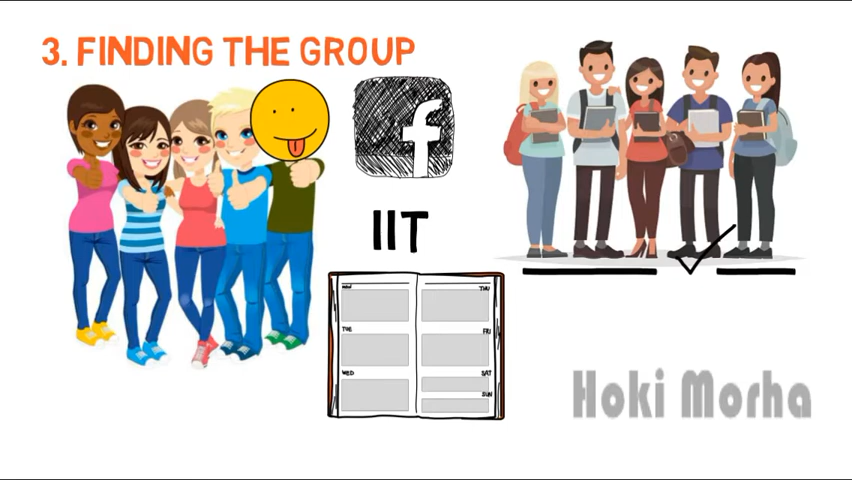 3. FINDING THE GROUP
f
IIT
MON
THU
TUE
FRI
WED
SAT
SUN
Hoki Morha